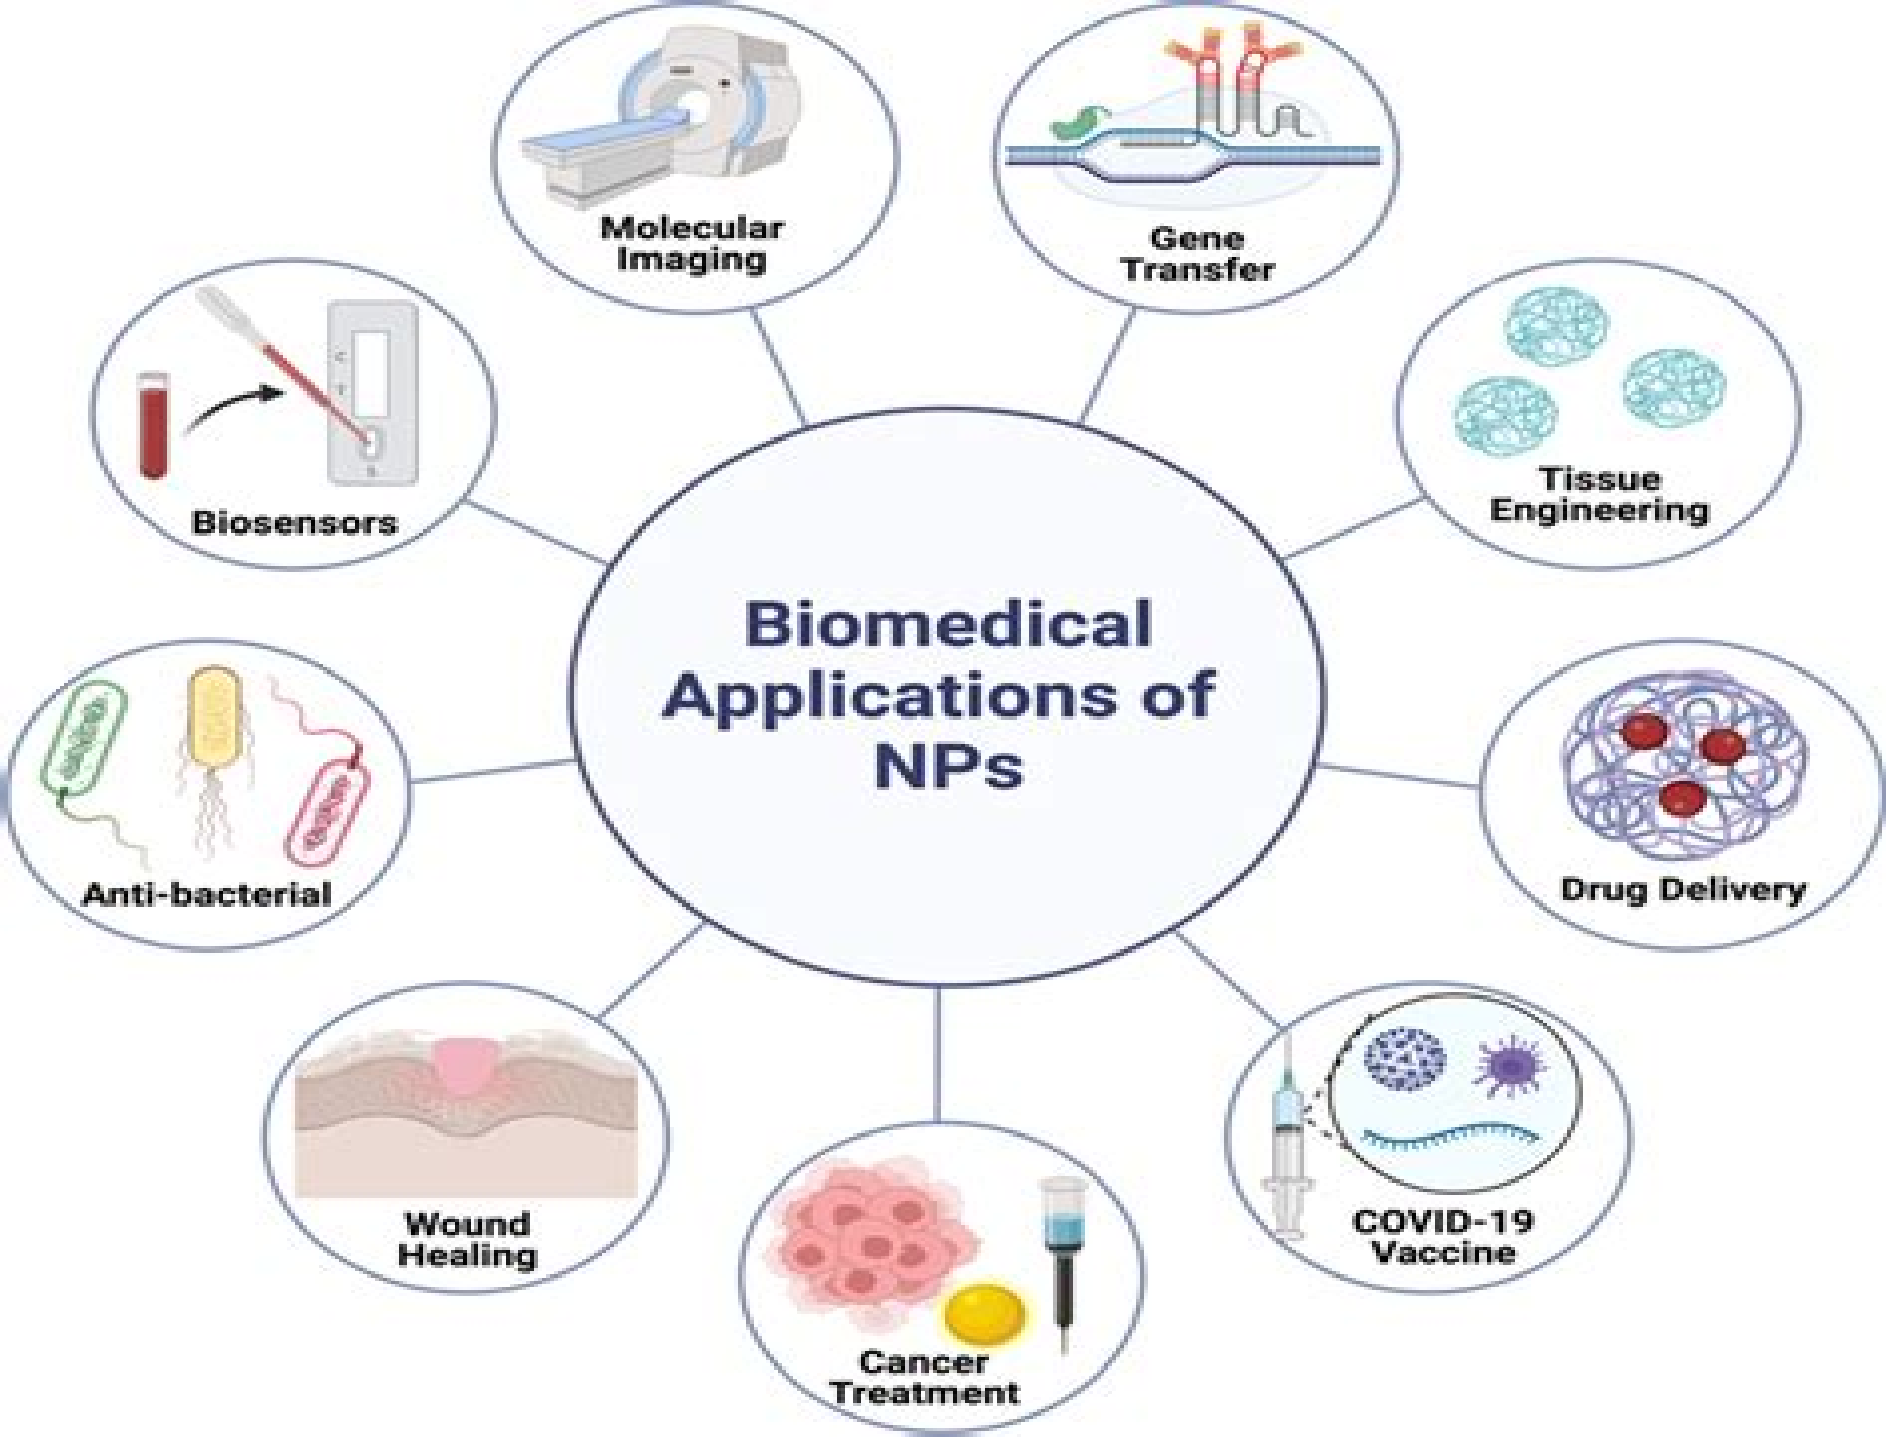 Molecular
Imaging
Gene
Transfer
Biosensors
Tissue
Engineering
Biomedical
Applications of
NPs
Anti-bacterial
Drug Delivery
Wound
Healing
COVID-19
Vaccine
Cancer
Treatment